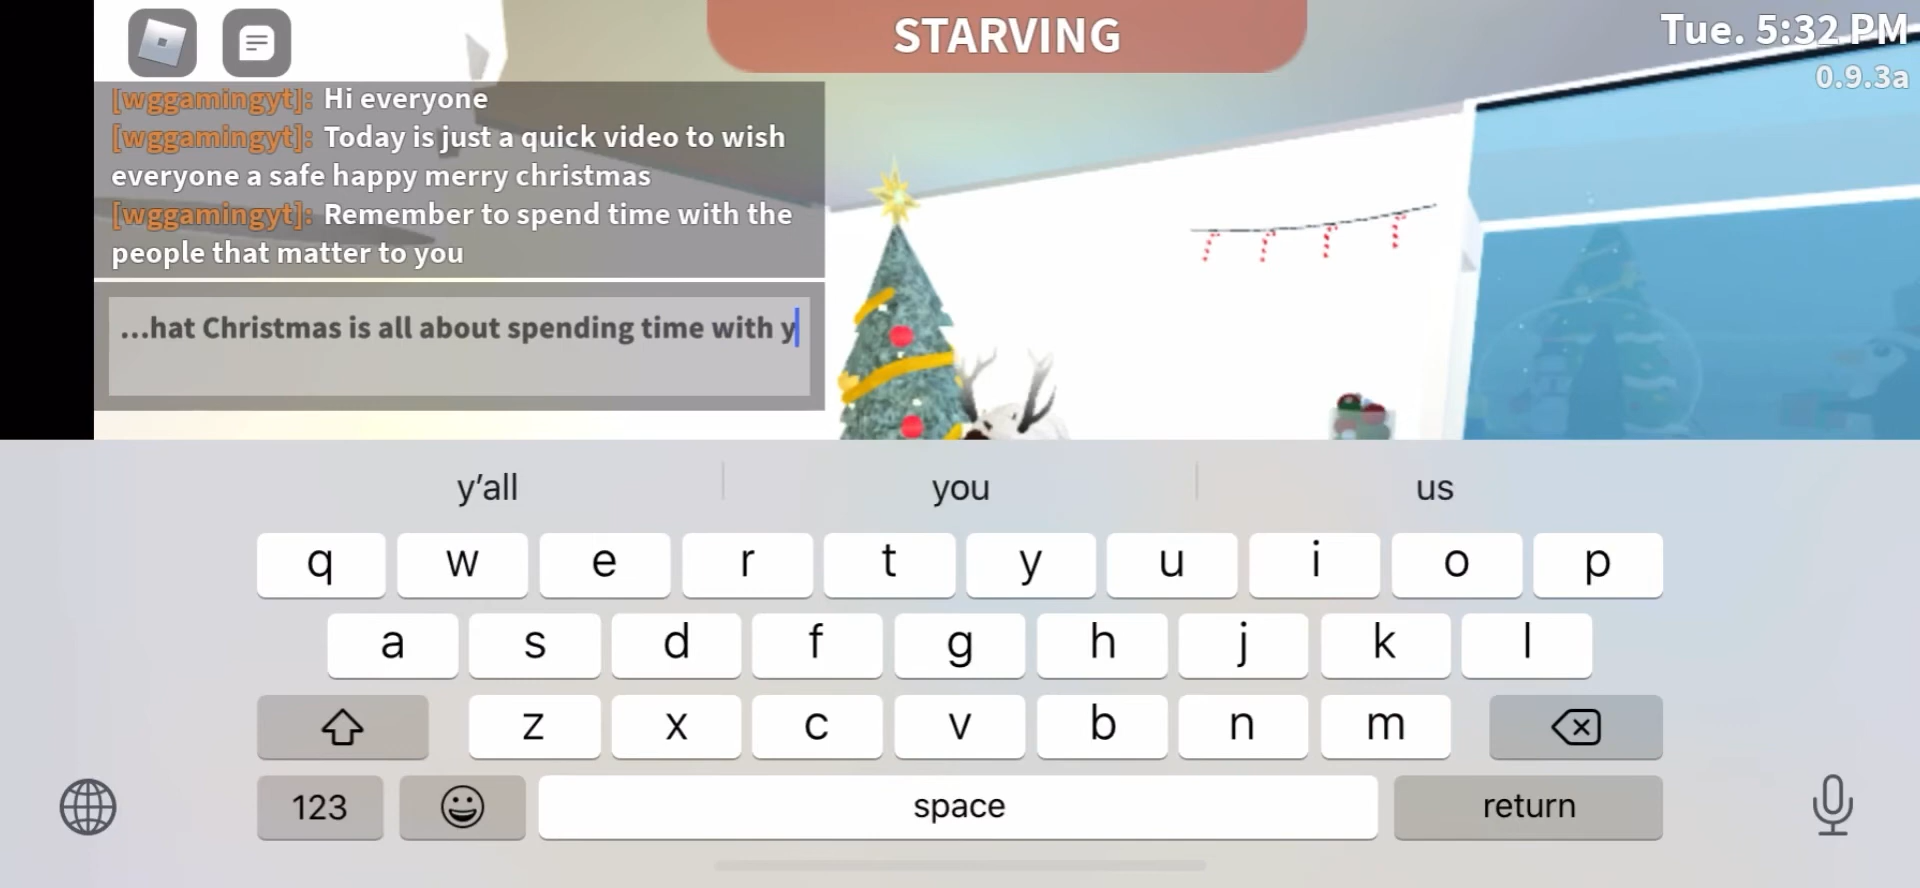 STARVING
Tue. 5:32 PM
0.9.3a
[wggamingyt]: Hi everyone
[wggamingyt]: Today is just a quick video to wish
everyone a safe happy merry christmas
[wggamingyt]: Remember to spend time with the
people that matter to you
...hat Christmas is all about spending time with y
y'all you us
q w e r t y u i o p
a s d f g h j k l
z x c v b n m
123 space return